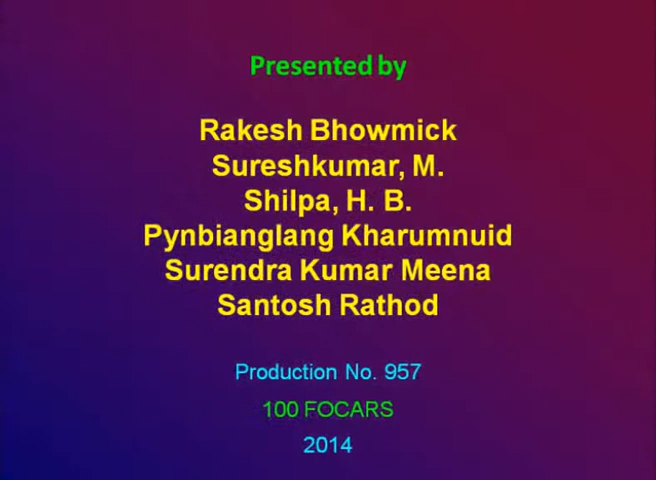 Presented by
Rakesh Bhowmick
Sureshkumar, M.
Shilpa, H. B.
Pynbianglang Kharumnuid
Surendra Kumar Meena
Santosh Rathod
Production No. 957
100 FOCARS
2014